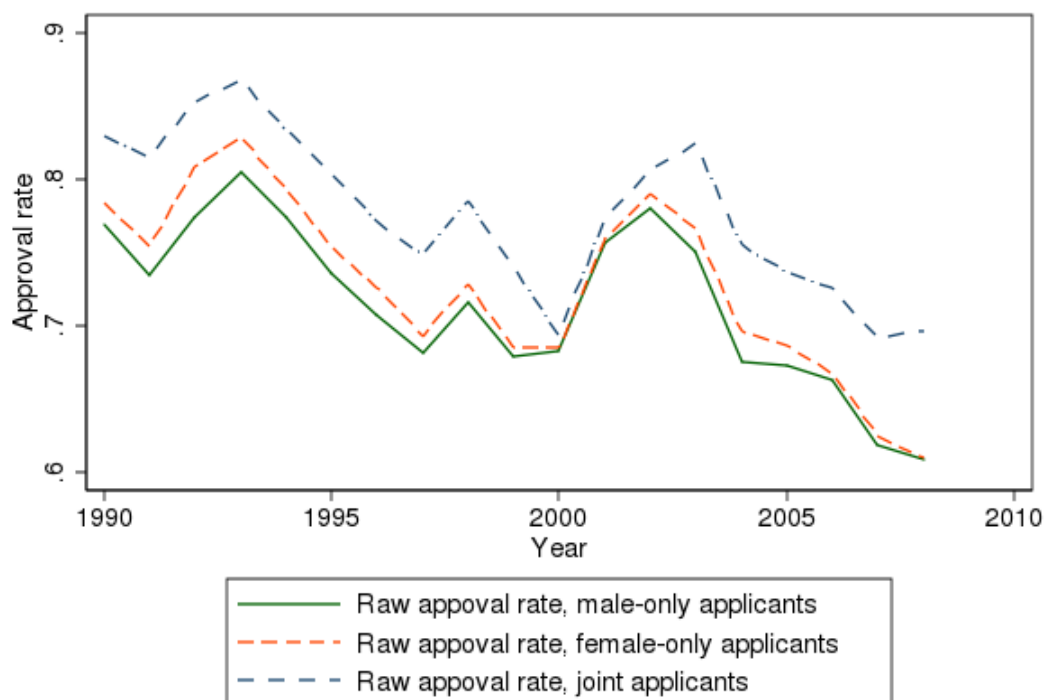 .9
.8
.7
.6
Approval rate
1990
1995
2000
2005
2010
Year
Raw appoval rate, male-only applicants
Raw appoval rate, female-only applicants
Raw appoval rate, joint applicants